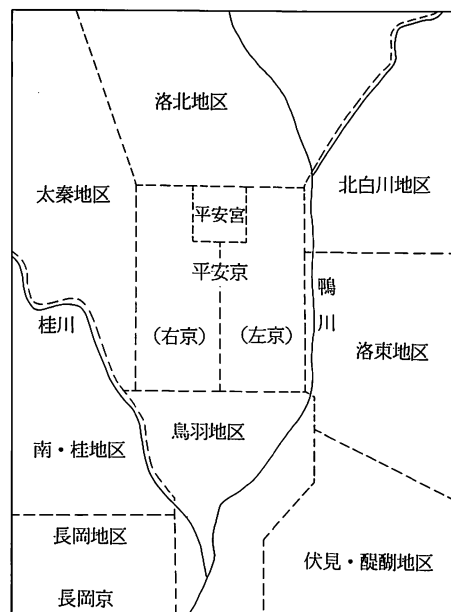 洛北地区
太秦地区
北白川地区
平安宮
平安京
鴨川
桂川
(右京)
(左京)
洛東地区
鳥羽地区
南・桂地区
長岡地区
伏見・醍醐地区
長岡京